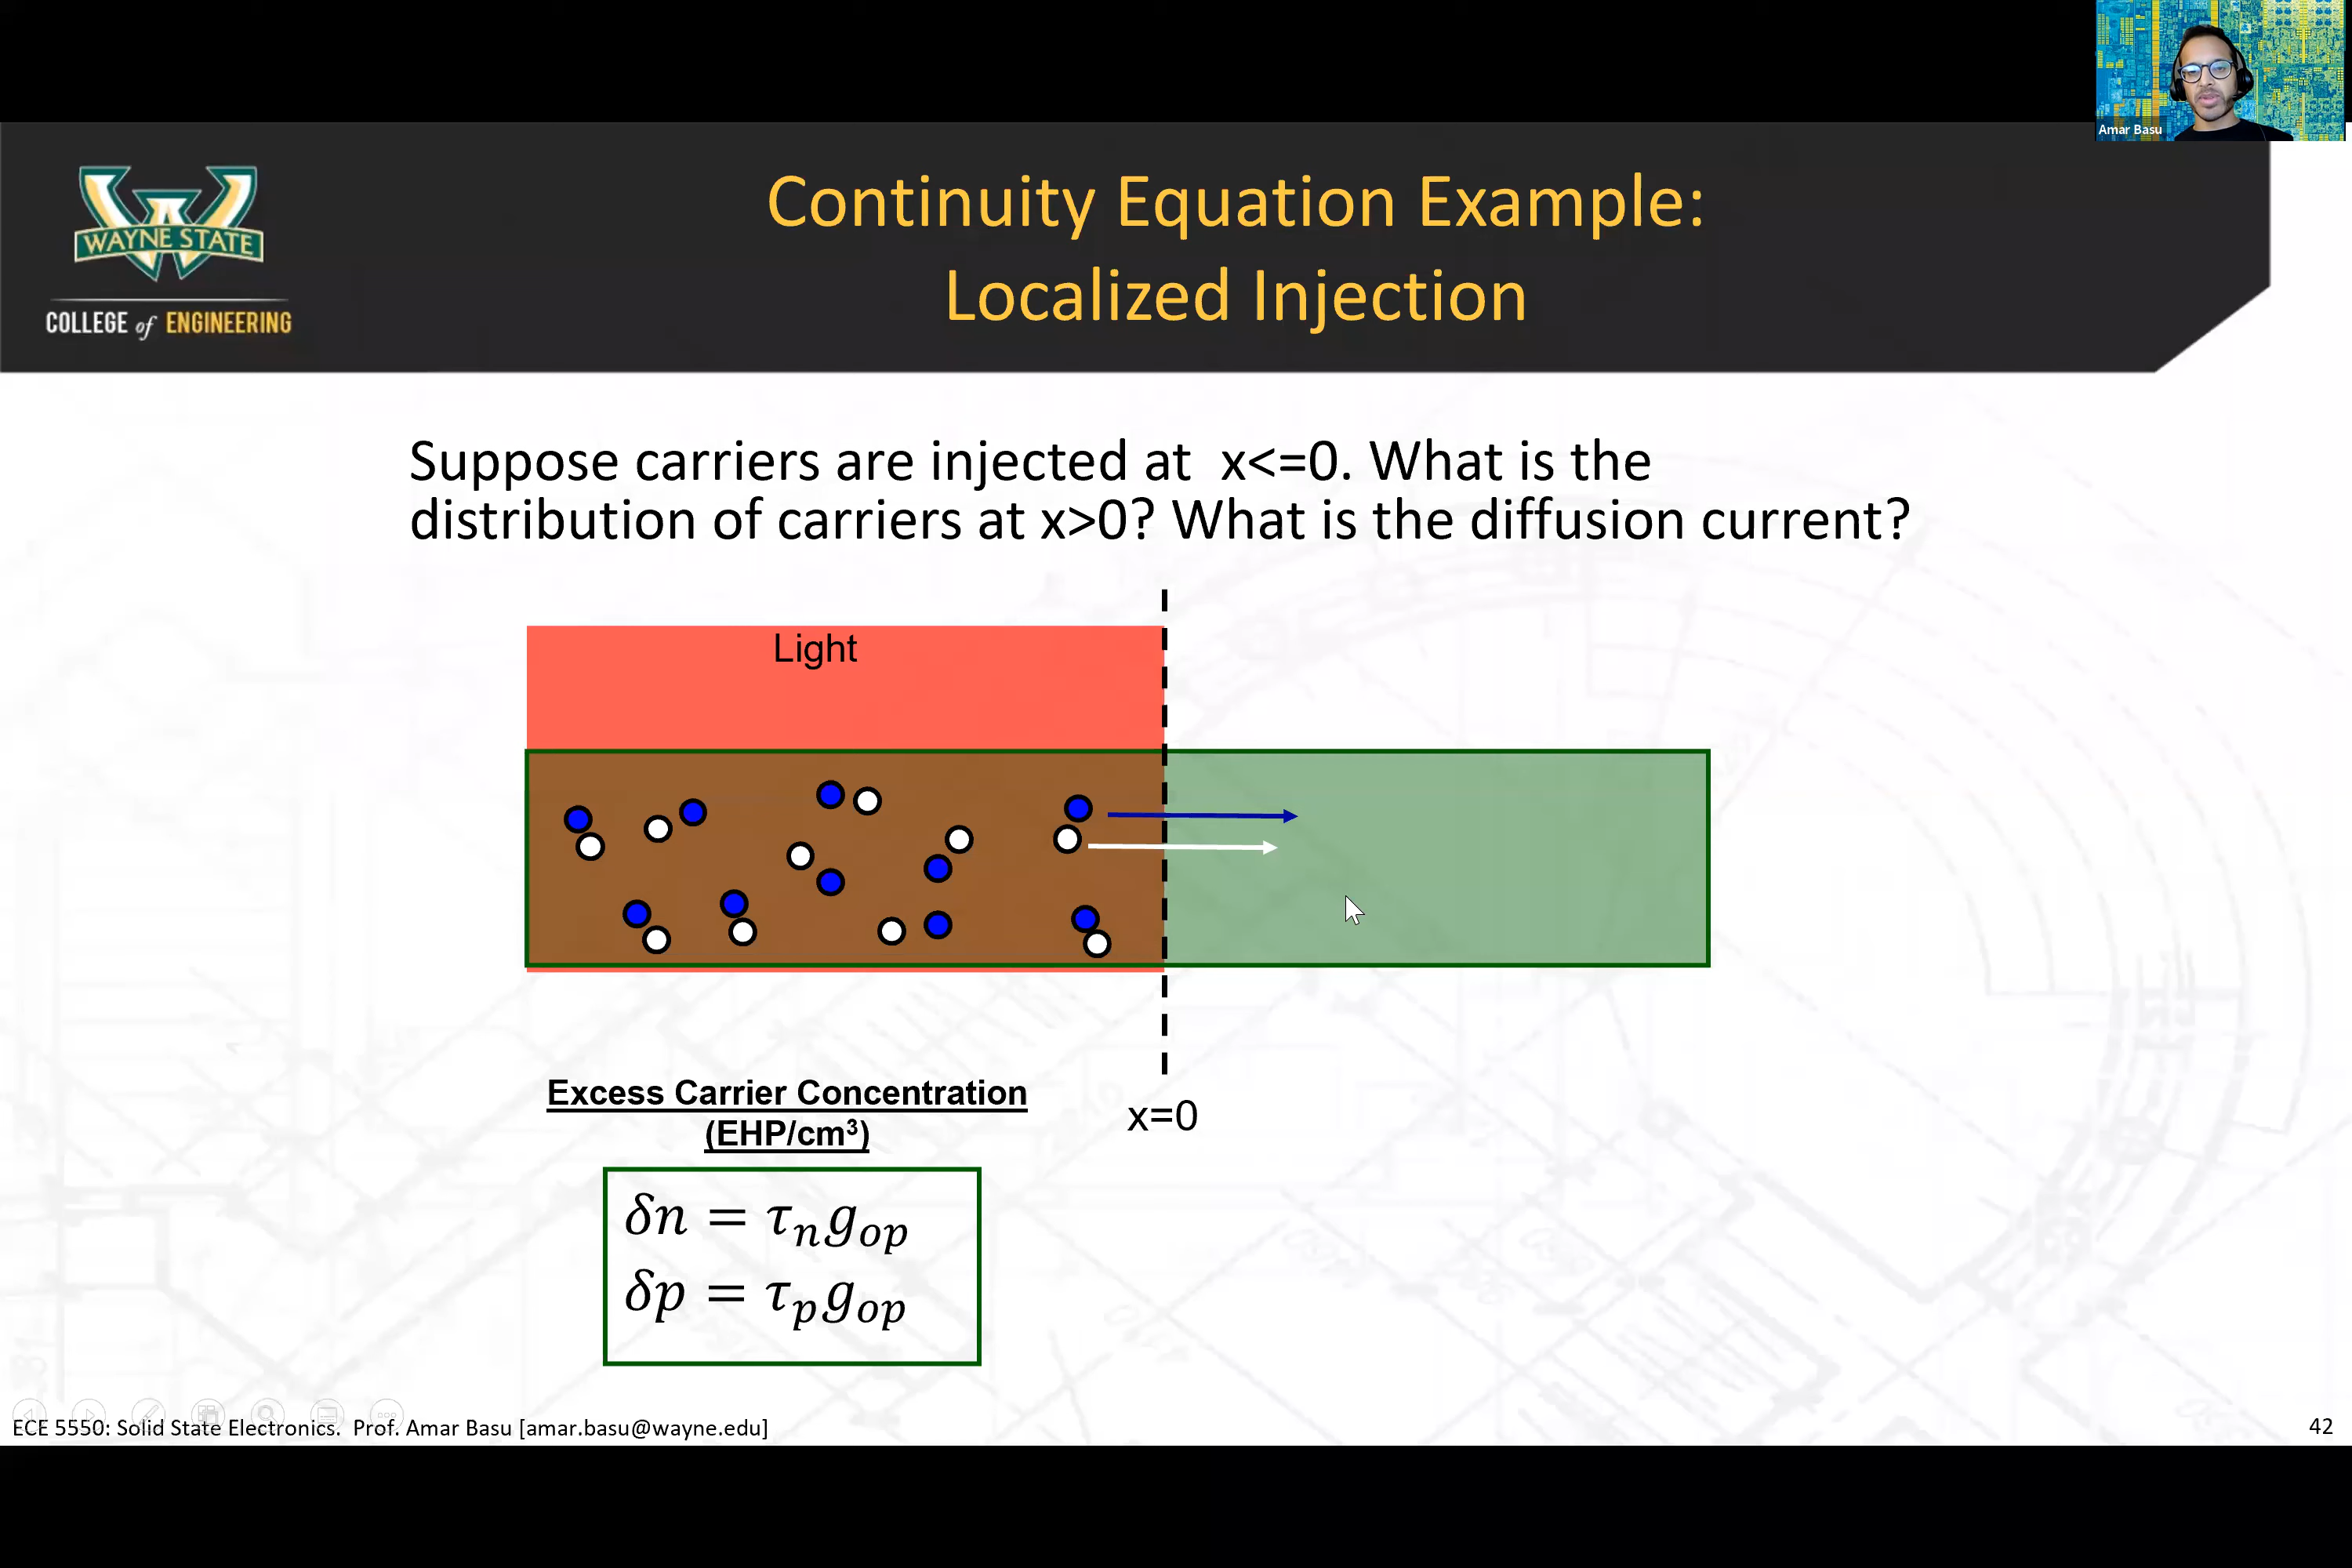 Amar Basu
WAYNE STATE
COLLEGE of ENGINEERING
Continuity Equation Example:
Localized Injection
Suppose carriers are injected at  x<=0. What is the
distribution of carriers at x>0? What is the diffusion current?
Light
x=0
Excess Carrier Concentration
(EHP/cm³)
δn = τₙg_op
δp = τ_pg_op
ECE 5550: Solid State Electronics.  Prof. Amar Basu [amar.basu@wayne.edu]
42